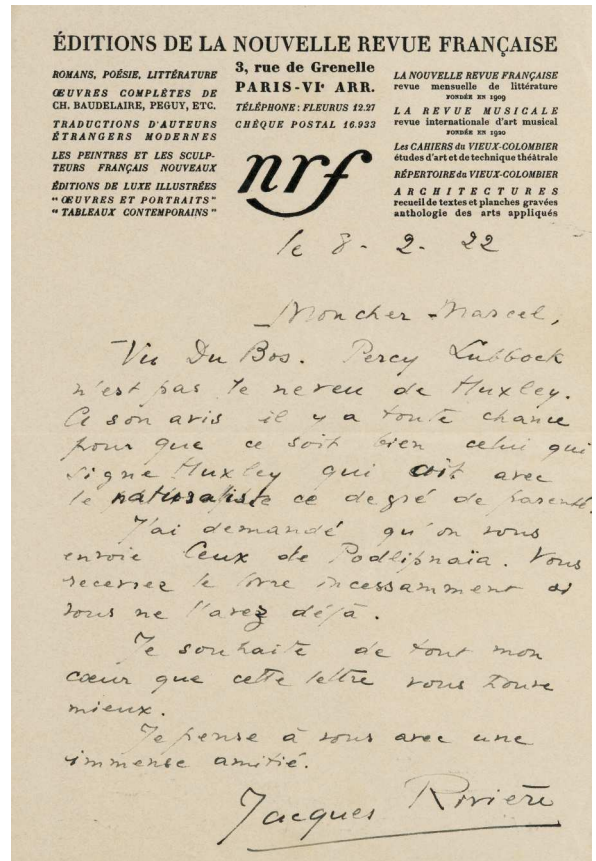 ÉDITIONS DE LA NOUVELLE REVUE FRANÇAISE
ROMANS, POÉSIE, LITTÉRATURE
ŒUVRES COMPLÈTES DE
CH. BAUDELAIRE, PEGUY, ETC.
TRADUCTIONS D'AUTEURS
ÉTRANGERS MODERNES
LES PEINTRES ET LES SCULP-
TEURS FRANÇAIS NOUVEAUX
ÉDITIONS DE LUXE ILLUSTRÉES
"ŒUVRES ET PORTRAITS"
"TABLEAUX CONTEMPORAINS"
3, rue de Grenelle
PARIS-VIᵉ ARR.
TÉLÉPHONE : FLEURUS 12.27
CHÈQUE POSTAL 16.933
nrf
LA NOUVELLE REVUE FRANÇAISE
revue mensuelle de littérature
FONDÉE EN 1909
LA REVUE MUSICALE
revue internationale d'art musical
FONDÉE EN 1920
Les CAHIERS du VIEUX-COLOMBIER
études d'art et de technique théâtrale
RÉPERTOIRE du VIEUX-COLOMBIER
ARCHITECTURES
recueil de textes et planches gravées
anthologie des arts appliqués
le 8 - 2. 22
Mon cher Marcel,
Vu Du Bos. Percy Lubbock
n'est pas le neveu de Huxley.
A son avis il y a toute chance
pour que ce soit bien celui qui
signe Huxley qui ait avec
le naturaliste ce degré de parenté.
J'ai demandé qu'on vous
envoie Ceux de Podlipnaïa. Vous
recevrez le livre incessamment si
vous ne l'avez déjà.
Je souhaite de tout mon
cœur que cette lettre vous trouve
mieux.
Je pense à vous avec une
immense amitié.
Jacques Rivière